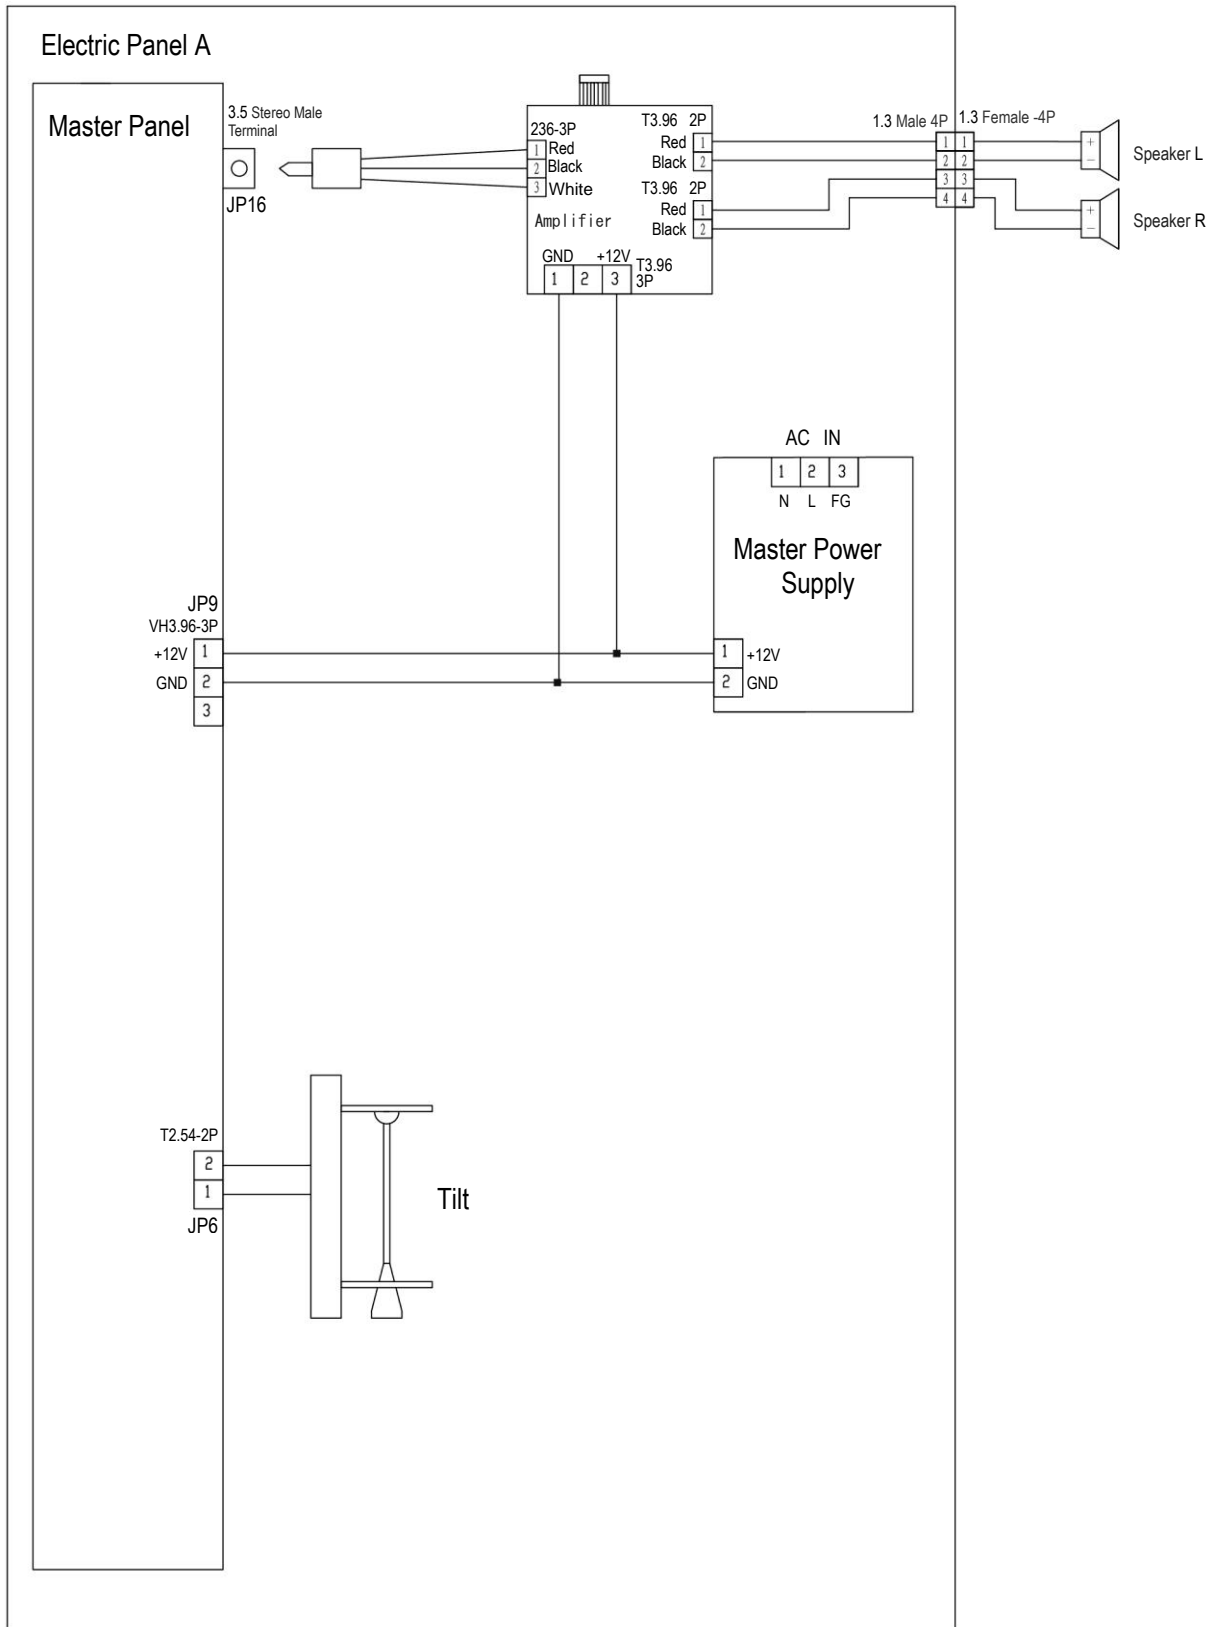 Electric Panel A
Master Panel
3.5 Stereo Male
Terminal
JP16
236-3P
1 Red
2 Black
3 White
Amplifier
T3.96 2P
Red 1
Black 2
T3.96 2P
Red 1
Black 2
GND +12V T3.96
1 2 3 3P
1.3 Male 4P 1.3 Female -4P
1 1
2 2
3 3
4 4
+
−
Speaker L
+
−
Speaker R
AC IN
1 2 3
N L FG
Master Power
Supply
1 +12V
2 GND
JP9
VH3.96-3P
+12V 1
GND 2
3
T2.54-2P
2
1
JP6
Tilt